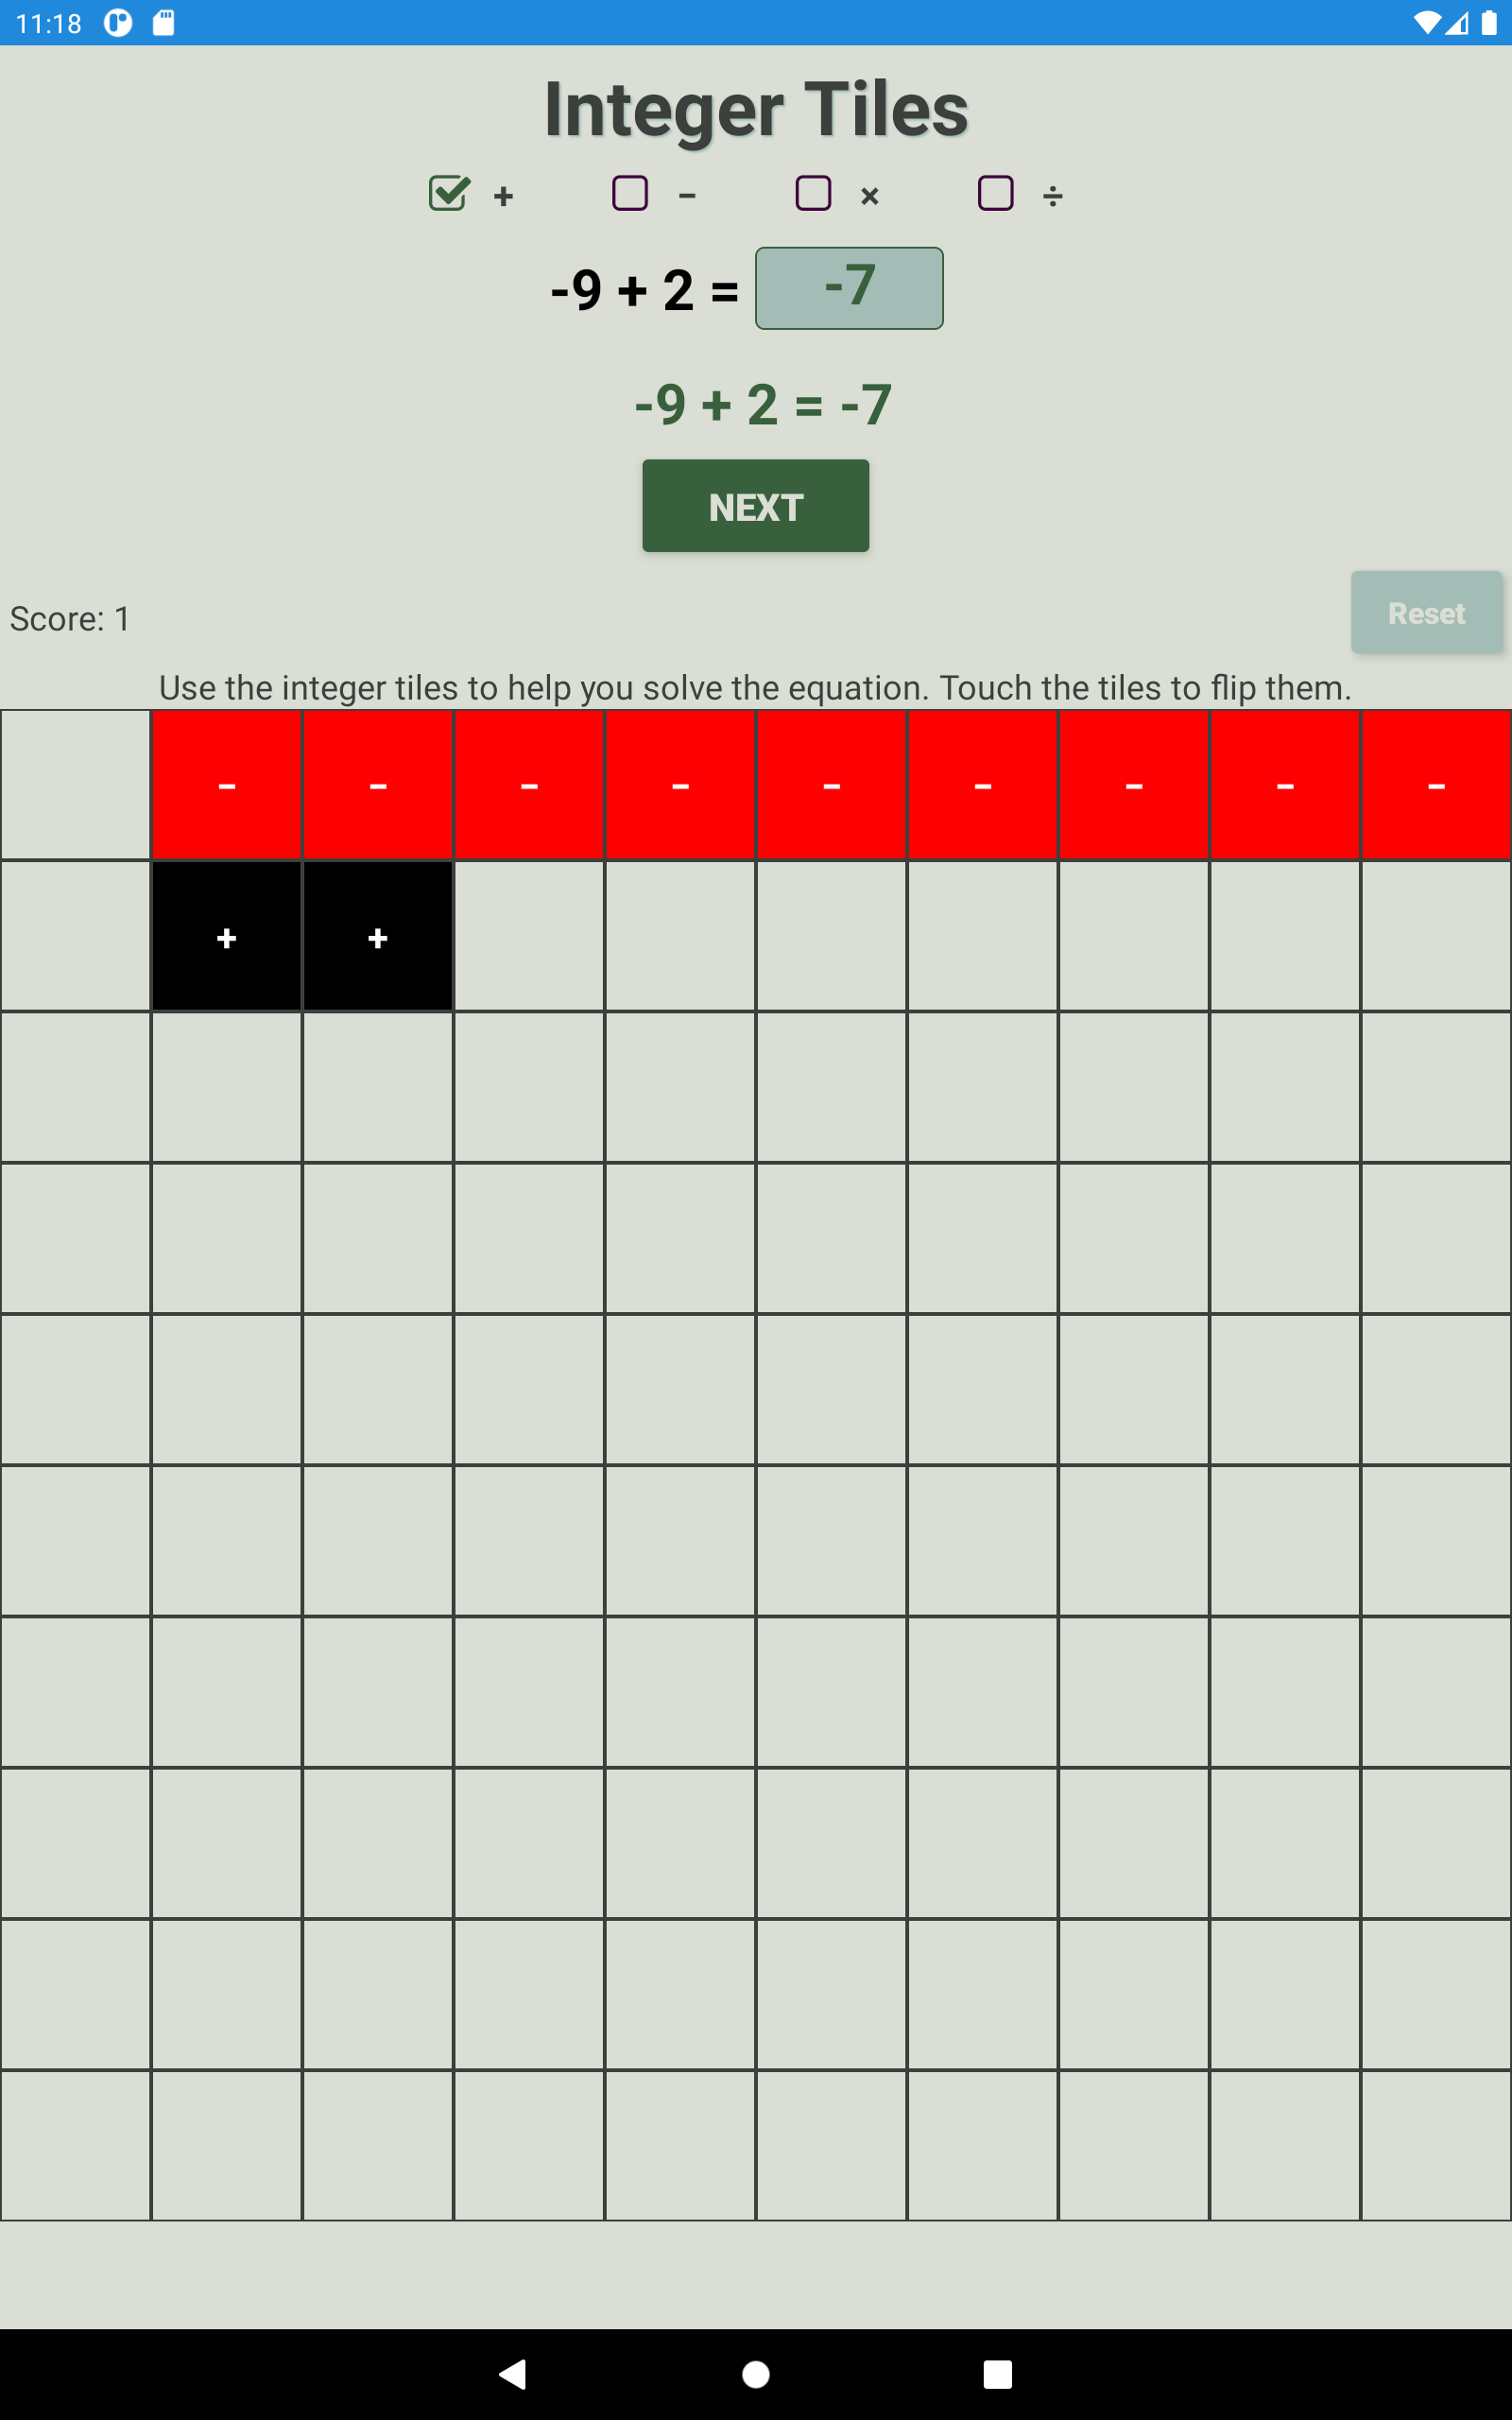 11:18
Integer Tiles
+ − × ÷
-9 + 2 = -7
-9 + 2 = -7
NEXT
Score: 1
Reset
Use the integer tiles to help you solve the equation. Touch the tiles to flip them.
− − − − − − − − −
+ +